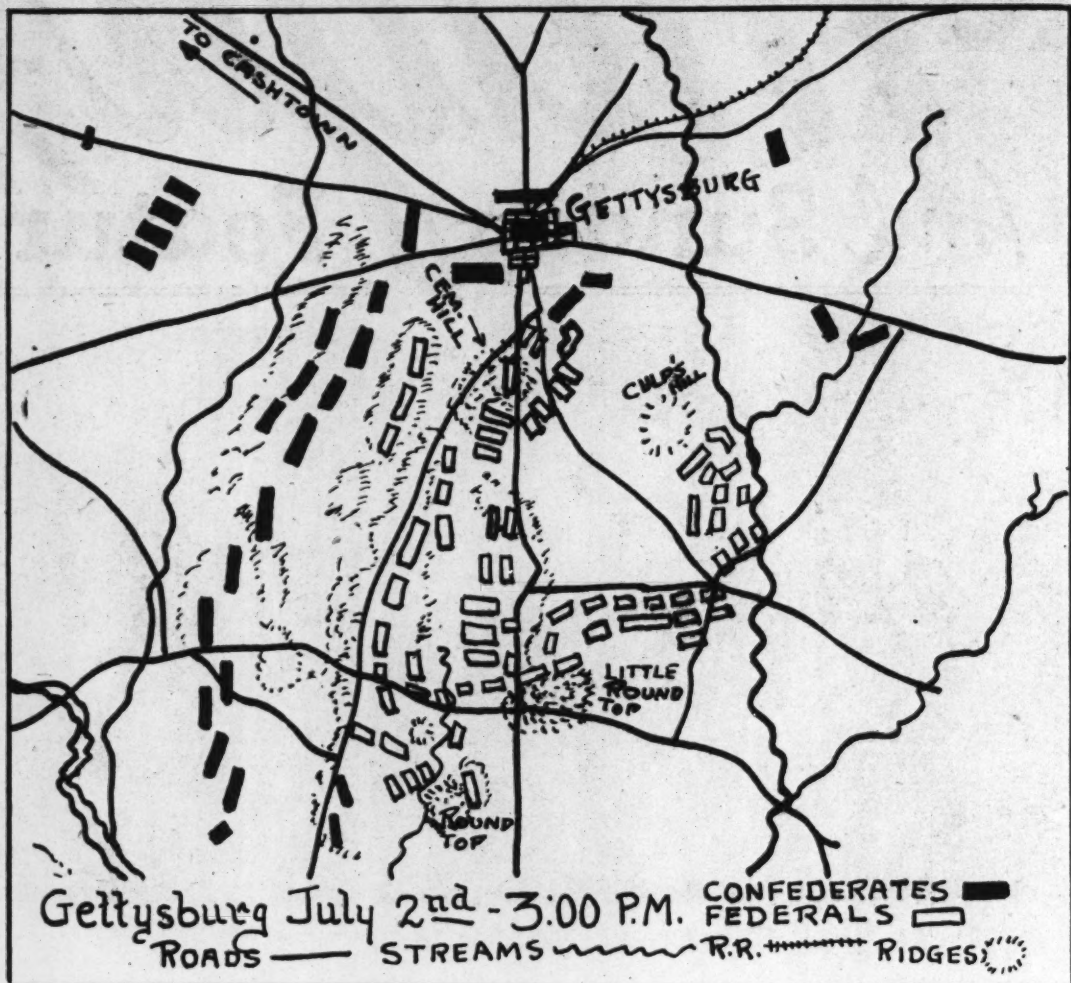 TO CASHTOWN
GETTYSBURG
CEM.
HILL
CULPS
HILL
LITTLE
ROUND
TOP
ROUND
TOP
Gettysburg July 2nd - 3:00 P.M.
CONFEDERATES
FEDERALS
ROADS STREAMS R.R. RIDGES